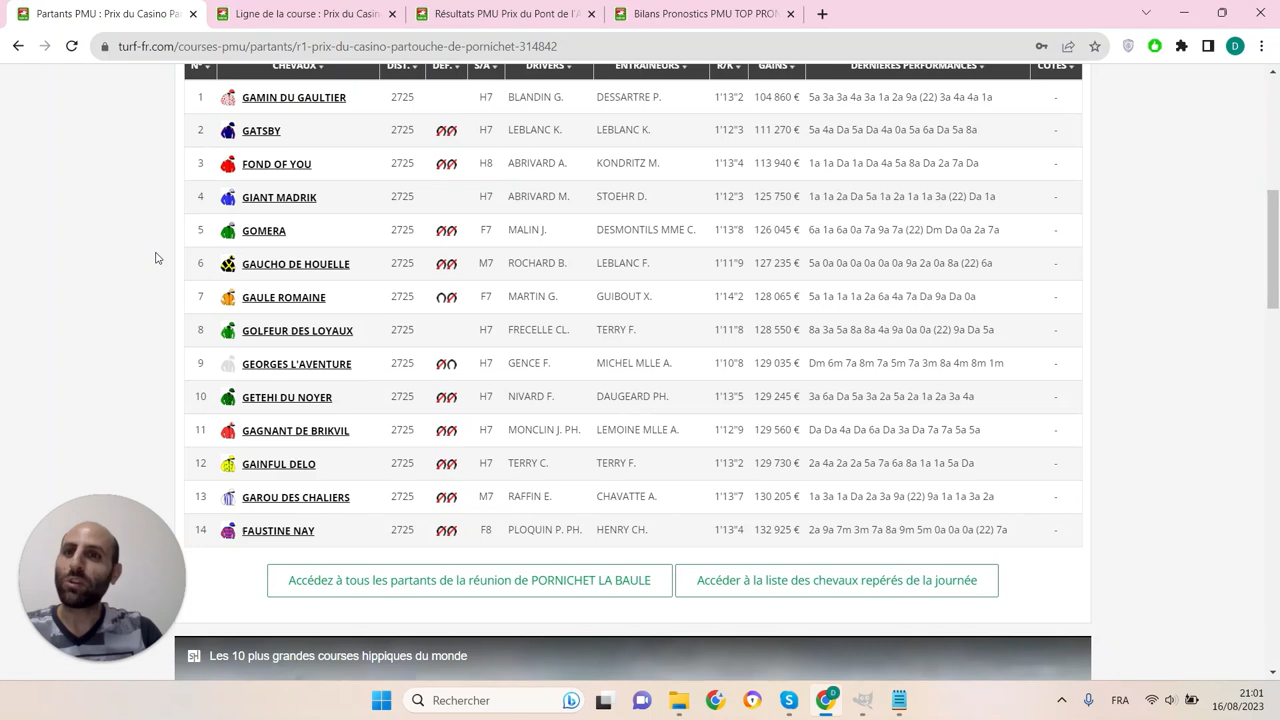 Partants PMU : Prix du Casino Pa
Ligne de la course : Prix du Casin
Résultats PMU Prix du Pont de l'A
Bilans Pronostics PMU TOP PRON
turf-fr.com/courses-pmu/partants/r1-prix-du-casino-partouche-de-pornichet-314842
N° CHEVAUX DIST. DEF. S/A DRIVERS ENTRAINEURS R/K GAINS DERNIÈRES PERFORMANCES COTES
1 GAMIN DU GAULTIER 2725 H7 BLANDIN G. DESSARTRE P. 1'13"2 104 860 € 5a 3a 3a 4a 3a 1a 2a 9a (22) 3a 4a 4a 1a -
2 GATSBY 2725 H7 LEBLANC K. LEBLANC K. 1'12"3 111 270 € 5a 4a Da 5a Da 4a 0a 5a 6a Da 5a 8a -
3 FOND OF YOU 2725 H8 ABRIVARD A. KONDRITZ M. 1'13"4 113 940 € 1a 1a Da 1a Da 4a 5a 8a Da 2a 7a Da -
4 GIANT MADRIK 2725 H7 ABRIVARD M. STOEHR D. 1'12"3 125 750 € 1a 1a 2a Da 5a 1a 2a 1a 1a 3a (22) Da 1a -
5 GOMERA 2725 F7 MALIN J. DESMONTILS MME C. 1'13"8 126 045 € 6a 1a 6a 0a 7a 9a 7a (22) Dm Da 0a 2a 7a -
6 GAUCHO DE HOUELLE 2725 M7 ROCHARD B. LEBLANC F. 1'11"9 127 235 € 5a 0a 0a 0a 0a 0a 9a 2a 0a 8a (22) 6a -
7 GAULE ROMAINE 2725 F7 MARTIN G. GUIBOUT X. 1'14"2 128 065 € 5a 1a 1a 1a 2a 6a 4a 7a Da 9a Da 0a -
8 GOLFEUR DES LOYAUX 2725 H7 FRECELLE CL. TERRY F. 1'11"8 128 550 € 8a 3a 5a 8a 8a 4a 9a 0a 0a (22) 9a Da 5a -
9 GEORGES L'AVENTURE 2725 H7 GENCE F. MICHEL MLLE A. 1'10"8 129 035 € Dm 6m 7a 8m 7a 5m 7a 3m 8a 4m 8m 1m -
10 GETEHI DU NOYER 2725 H7 NIVARD F. DAUGEARD PH. 1'13"5 129 245 € 3a 6a Da 5a 3a 2a 5a 2a 1a 2a 3a 4a -
11 GAGNANT DE BRIKVIL 2725 H7 MONCLIN J. PH. LEMOINE MLLE A. 1'12"9 129 560 € Da Da 4a Da 6a Da 3a Da 7a 7a 5a 5a -
12 GAINFUL DELO 2725 H7 TERRY C. TERRY F. 1'13"2 129 730 € 2a 4a 2a 2a 5a 7a 6a 8a 1a 1a 5a Da -
13 GAROU DES CHALIERS 2725 M7 RAFFIN E. CHAVATTE A. 1'13"7 130 205 € 1a 3a 1a Da 2a 3a 9a (22) 9a 1a 1a 3a 2a -
14 FAUSTINE NAY 2725 F8 PLOQUIN P. PH. HENRY CH. 1'13"4 132 925 € 2a 9a 7m 3m 7a 8a 9m 5m 0a 0a 0a (22) 7a -
Accédez à tous les partants de la réunion de PORNICHET LA BAULE
Accéder à la liste des chevaux repérés de la journée
Les 10 plus grandes courses hippiques du monde
Rechercher
FRA
21:01
16/08/2023